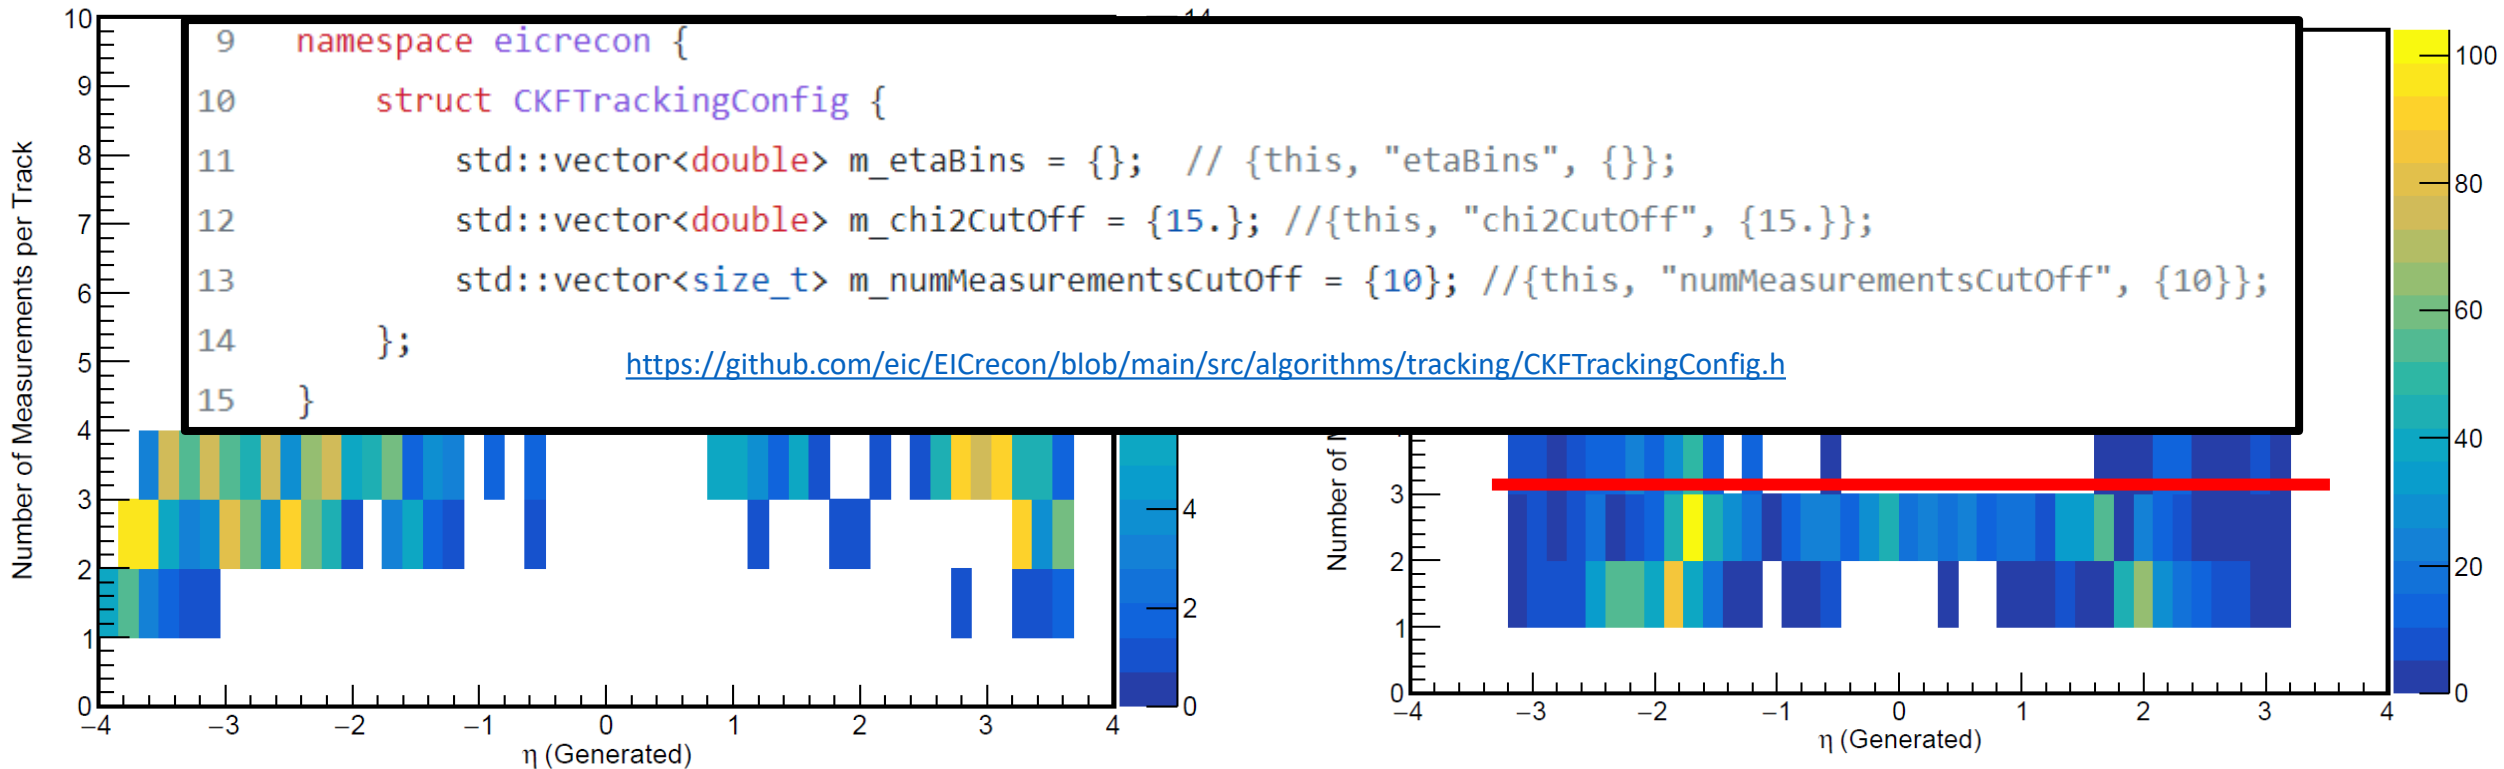 9 namespace eicrecon {
10 struct CKFTrackingConfig {
11 std::vector<double> m_etaBins = {}; // {this, "etaBins", {}};
12 std::vector<double> m_chi2CutOff = {15.}; //{this, "chi2CutOff", {15.}};
13 std::vector<size_t> m_numMeasurementsCutOff = {10}; //{this, "numMeasurementsCutOff", {10}};
14 };
https://github.com/eic/EICrecon/blob/main/src/algorithms/tracking/CKFTrackingConfig.h
15 }
Number of Measurements per Track
10
9
8
7
6
5
4
3
2
1
0
−4 −3 −2 −1 0 1 2 3 4
η (Generated)
14
4
2
0
Number of
3
2
1
0
−4 −3 −2 −1 0 1 2 3 4
η (Generated)
100
80
60
40
20
0